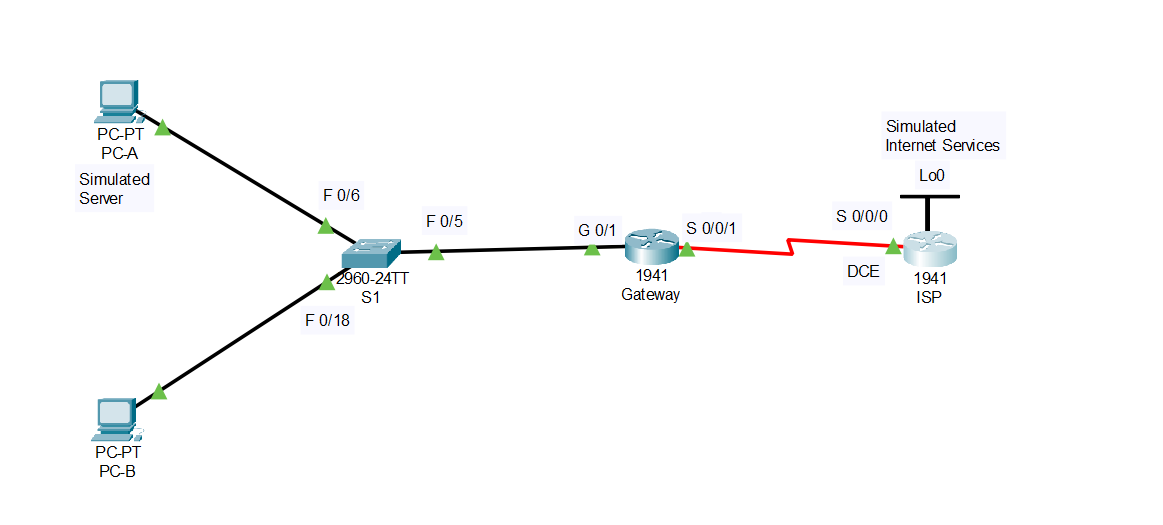 PC-PT
PC-A
Simulated
Server
F 0/6
F 0/5
2960-24TT
S1
F 0/18
PC-PT
PC-B
G 0/1
S 0/0/1
1941
Gateway
Simulated
Internet Services
Lo0
S 0/0/0
DCE
1941
ISP